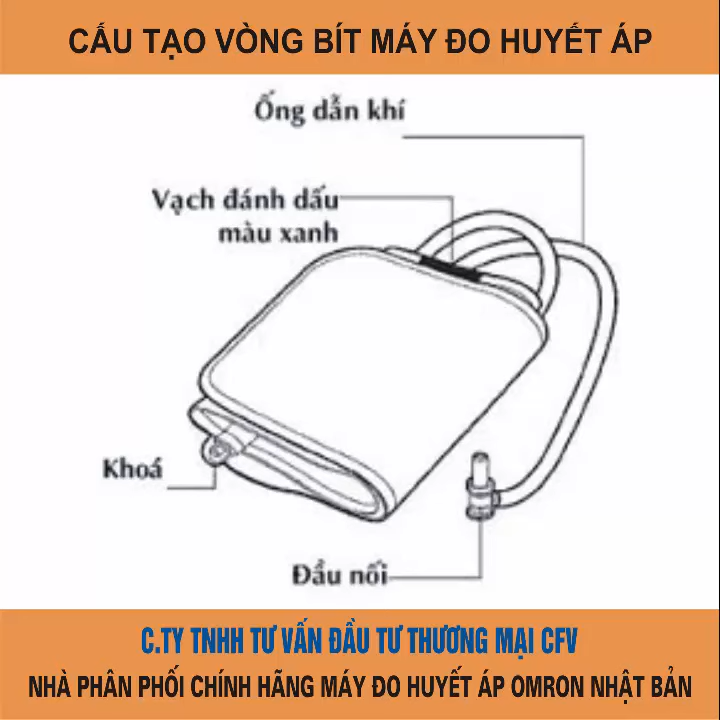 CẤU TẠO VÒNG BÍT MÁY ĐO HUYẾT ÁP
Ống dẫn khí
Vạch đánh dấu
màu xanh
Khoá
Đầu nối
C.TY TNHH TƯ VẤN ĐẦU TƯ THƯƠNG MẠI CFV
NHÀ PHÂN PHỐI CHÍNH HÃNG MÁY ĐO HUYẾT ÁP OMRON NHẬT BẢN